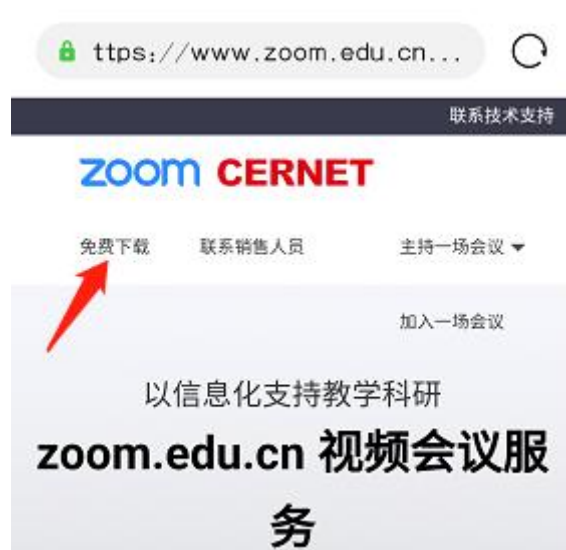 ttps://www.zoom.edu.cn...
联系技术支持
zoom CERNET
免费下载 联系销售人员 主持一场会议
加入一场会议
以信息化支持教学科研
zoom.edu.cn 视频会议服
务